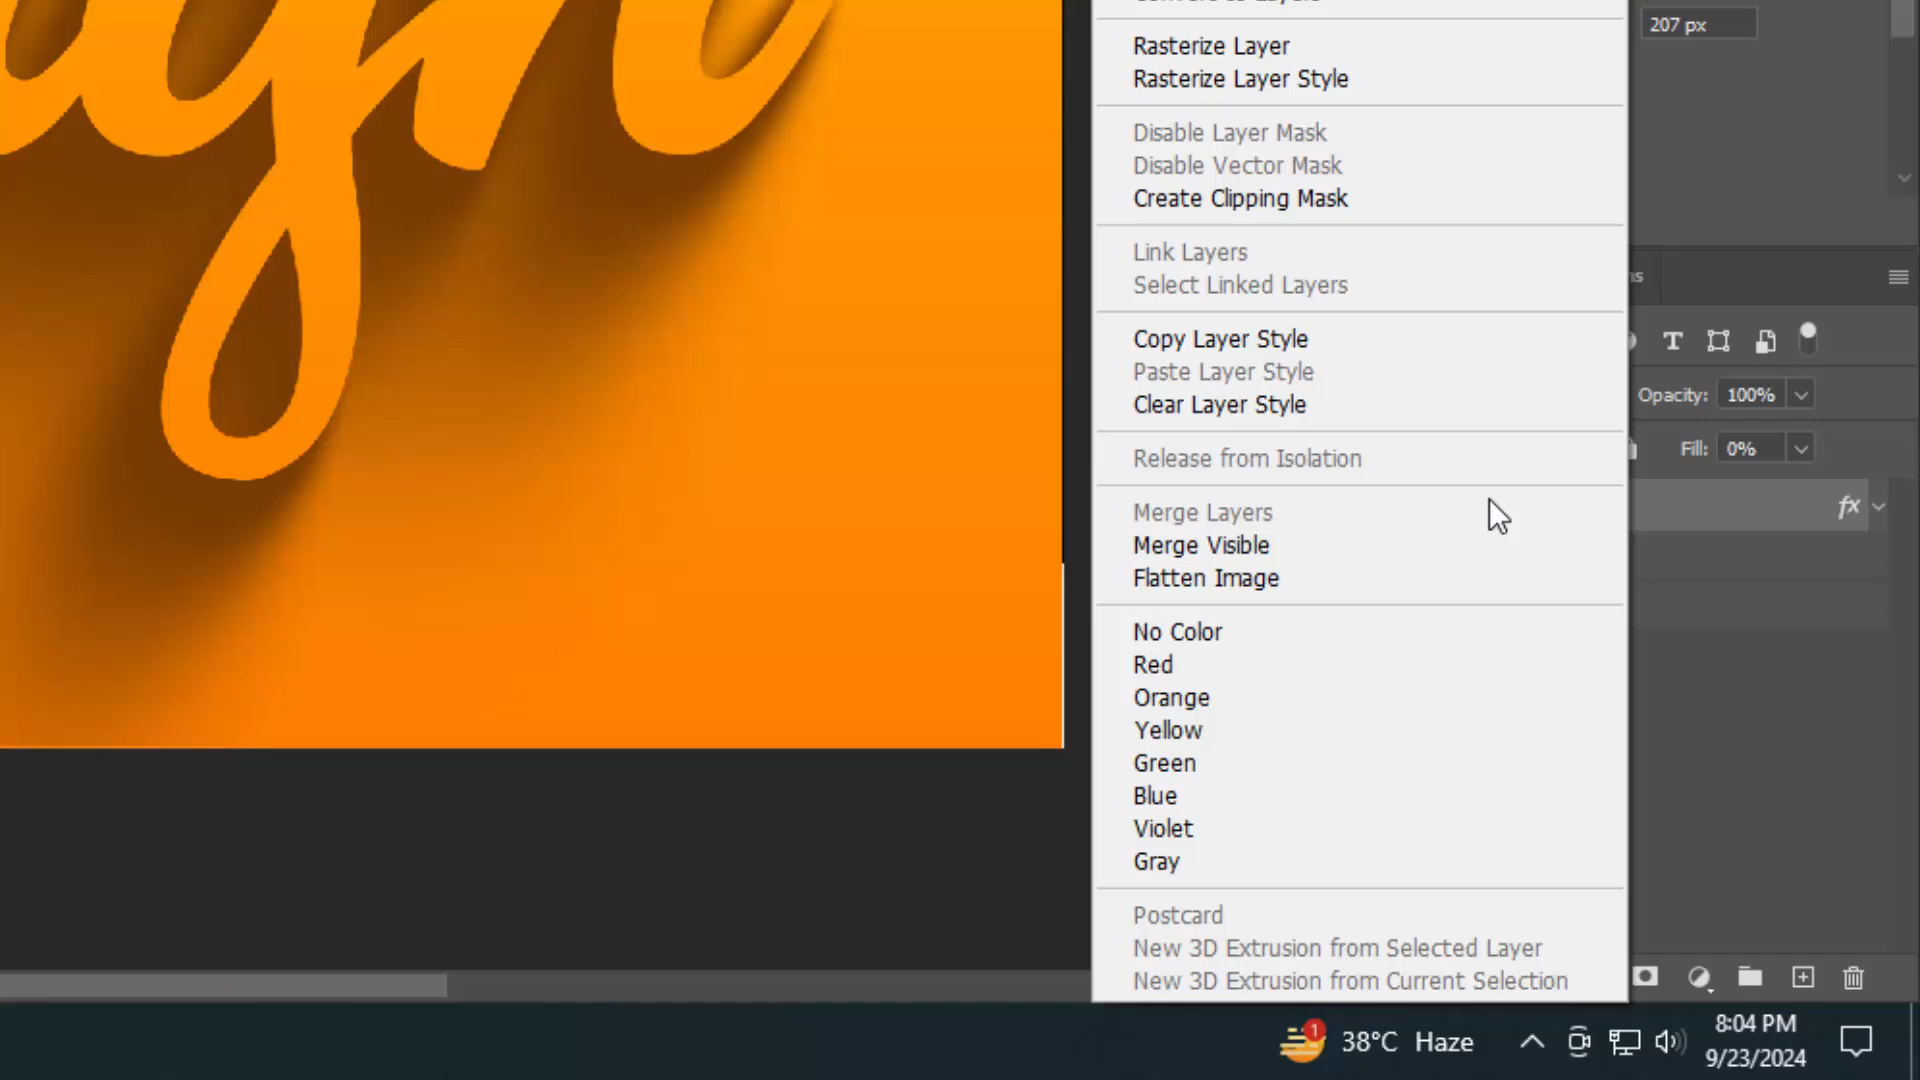 207 px
Rasterize Layer
Rasterize Layer Style
Disable Layer Mask
Disable Vector Mask
Create Clipping Mask
Link Layers
Select Linked Layers
Copy Layer Style
Paste Layer Style
Clear Layer Style
Opacity: 100%
Release from Isolation
Fill: 0%
Merge Layers
fx
Merge Visible
Flatten Image
No Color
Red
Orange
Yellow
Green
Blue
Violet
Gray
Postcard
New 3D Extrusion from Selected Layer
New 3D Extrusion from Current Selection
1
38°C Haze
8:04 PM
9/23/2024